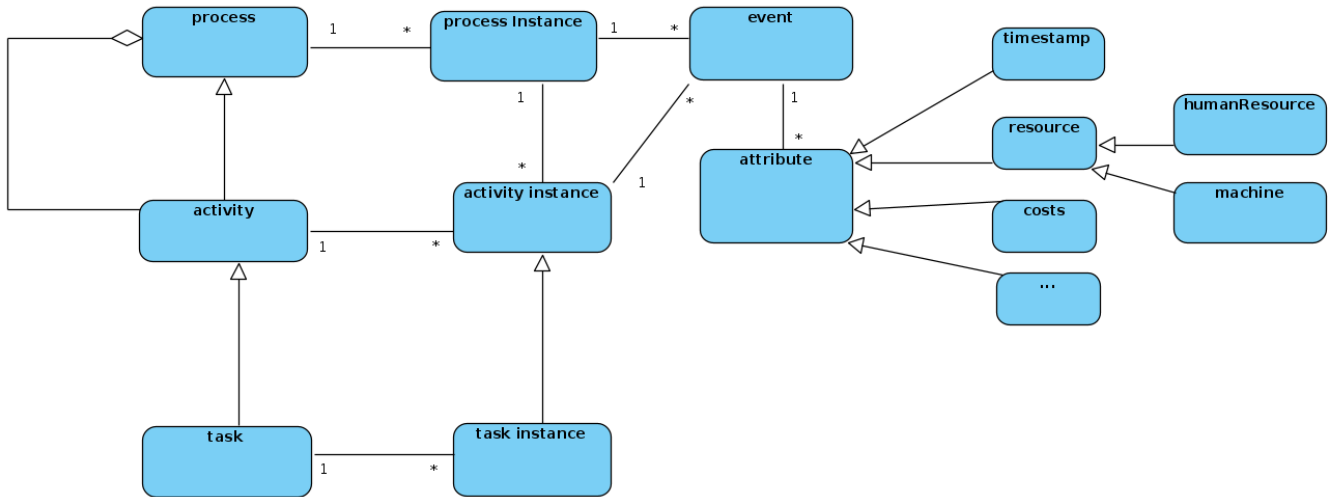 process
1
*
process Instance
1
*
event
timestamp
humanResource
resource
1
*
1
*
1
*
attribute
activity instance
machine
activity
1
*
costs
...
task
1
*
task instance